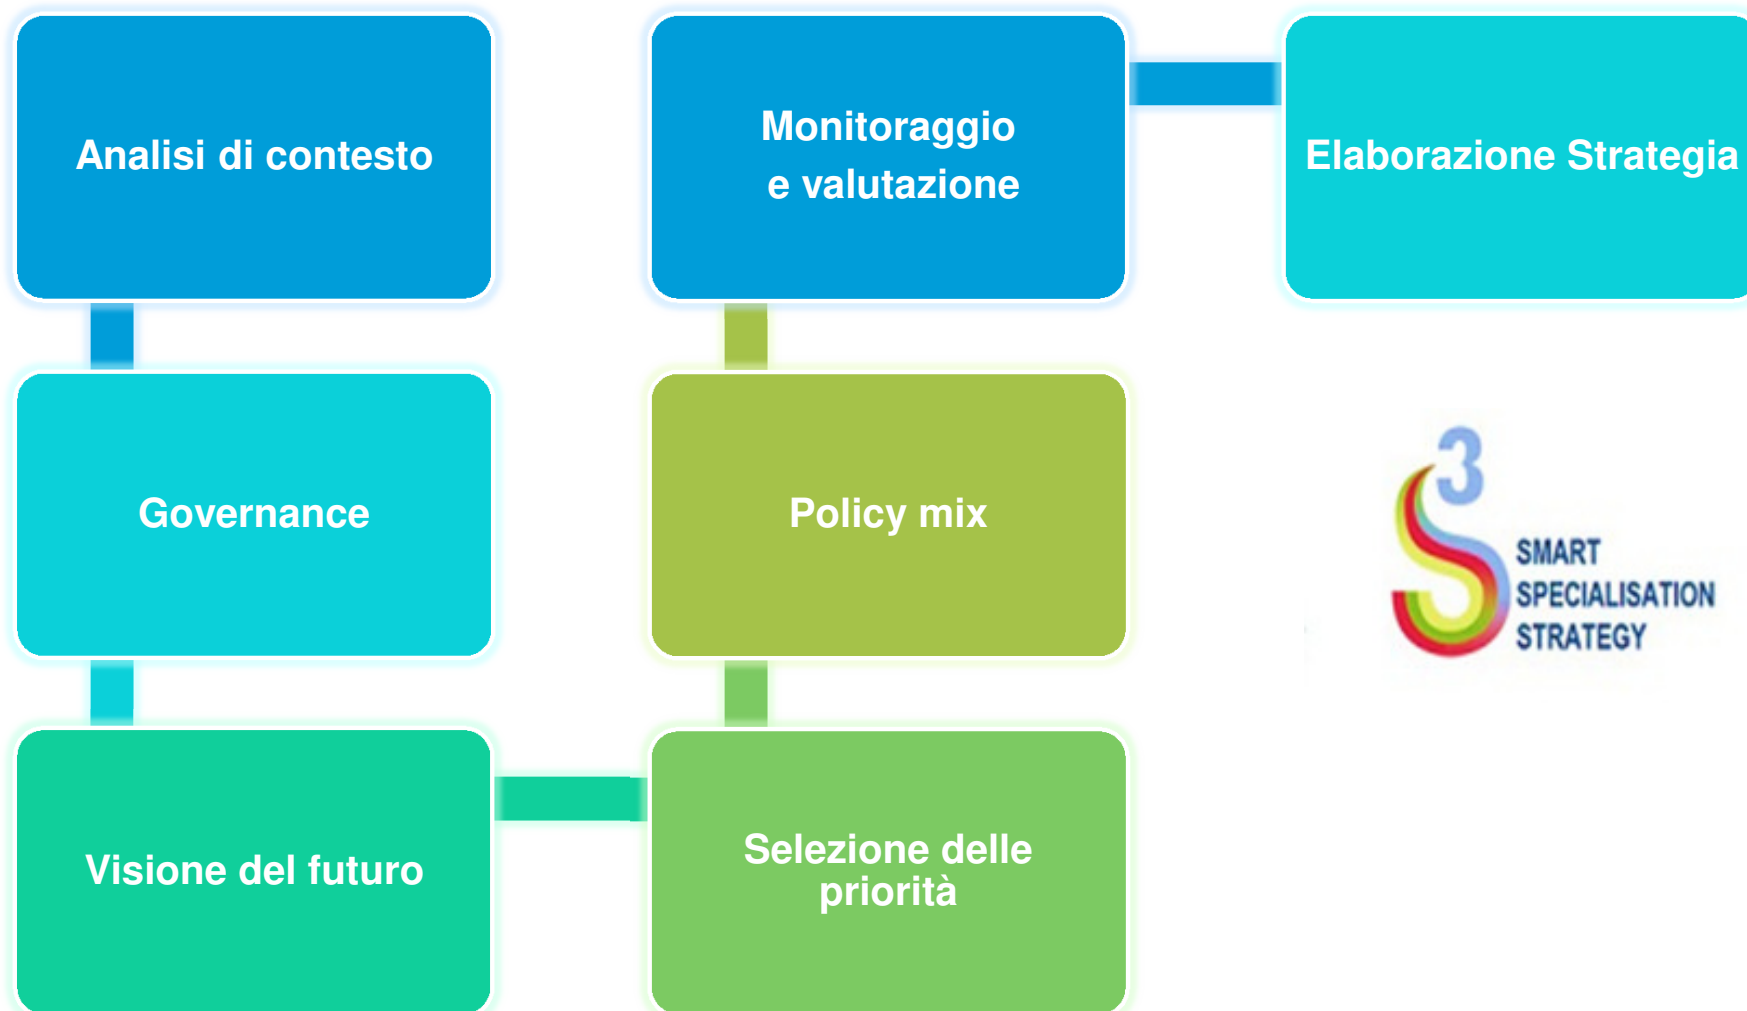 Analisi di contesto
Governance
Visione del futuro
Selezione delle
priorità
Policy mix
Monitoraggio
e valutazione
Elaborazione Strategia
3
S
SMART
SPECIALISATION
STRATEGY